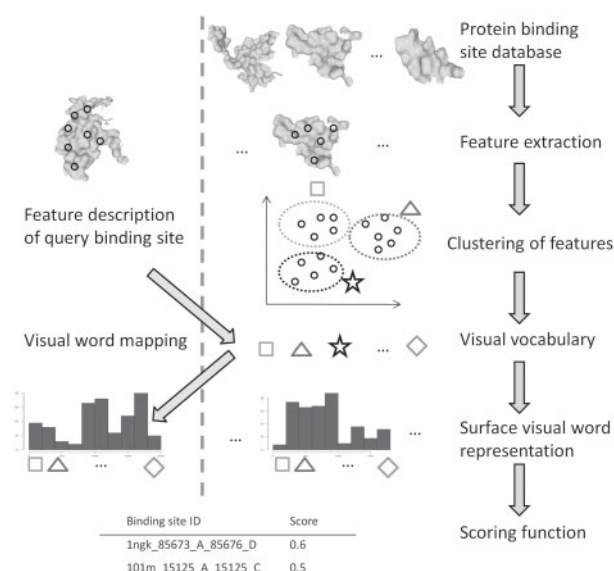 Protein binding
site database
...
Feature extraction
...
...
Feature description
of query binding site
Clustering of features
Visual word mapping
...
Visual vocabulary
...
...
Surface visual word
representation
...
...
Scoring function
Binding site ID Score
1ngk_85673_A_85676_D 0.6
101m_15125_A_15125_C 0.5